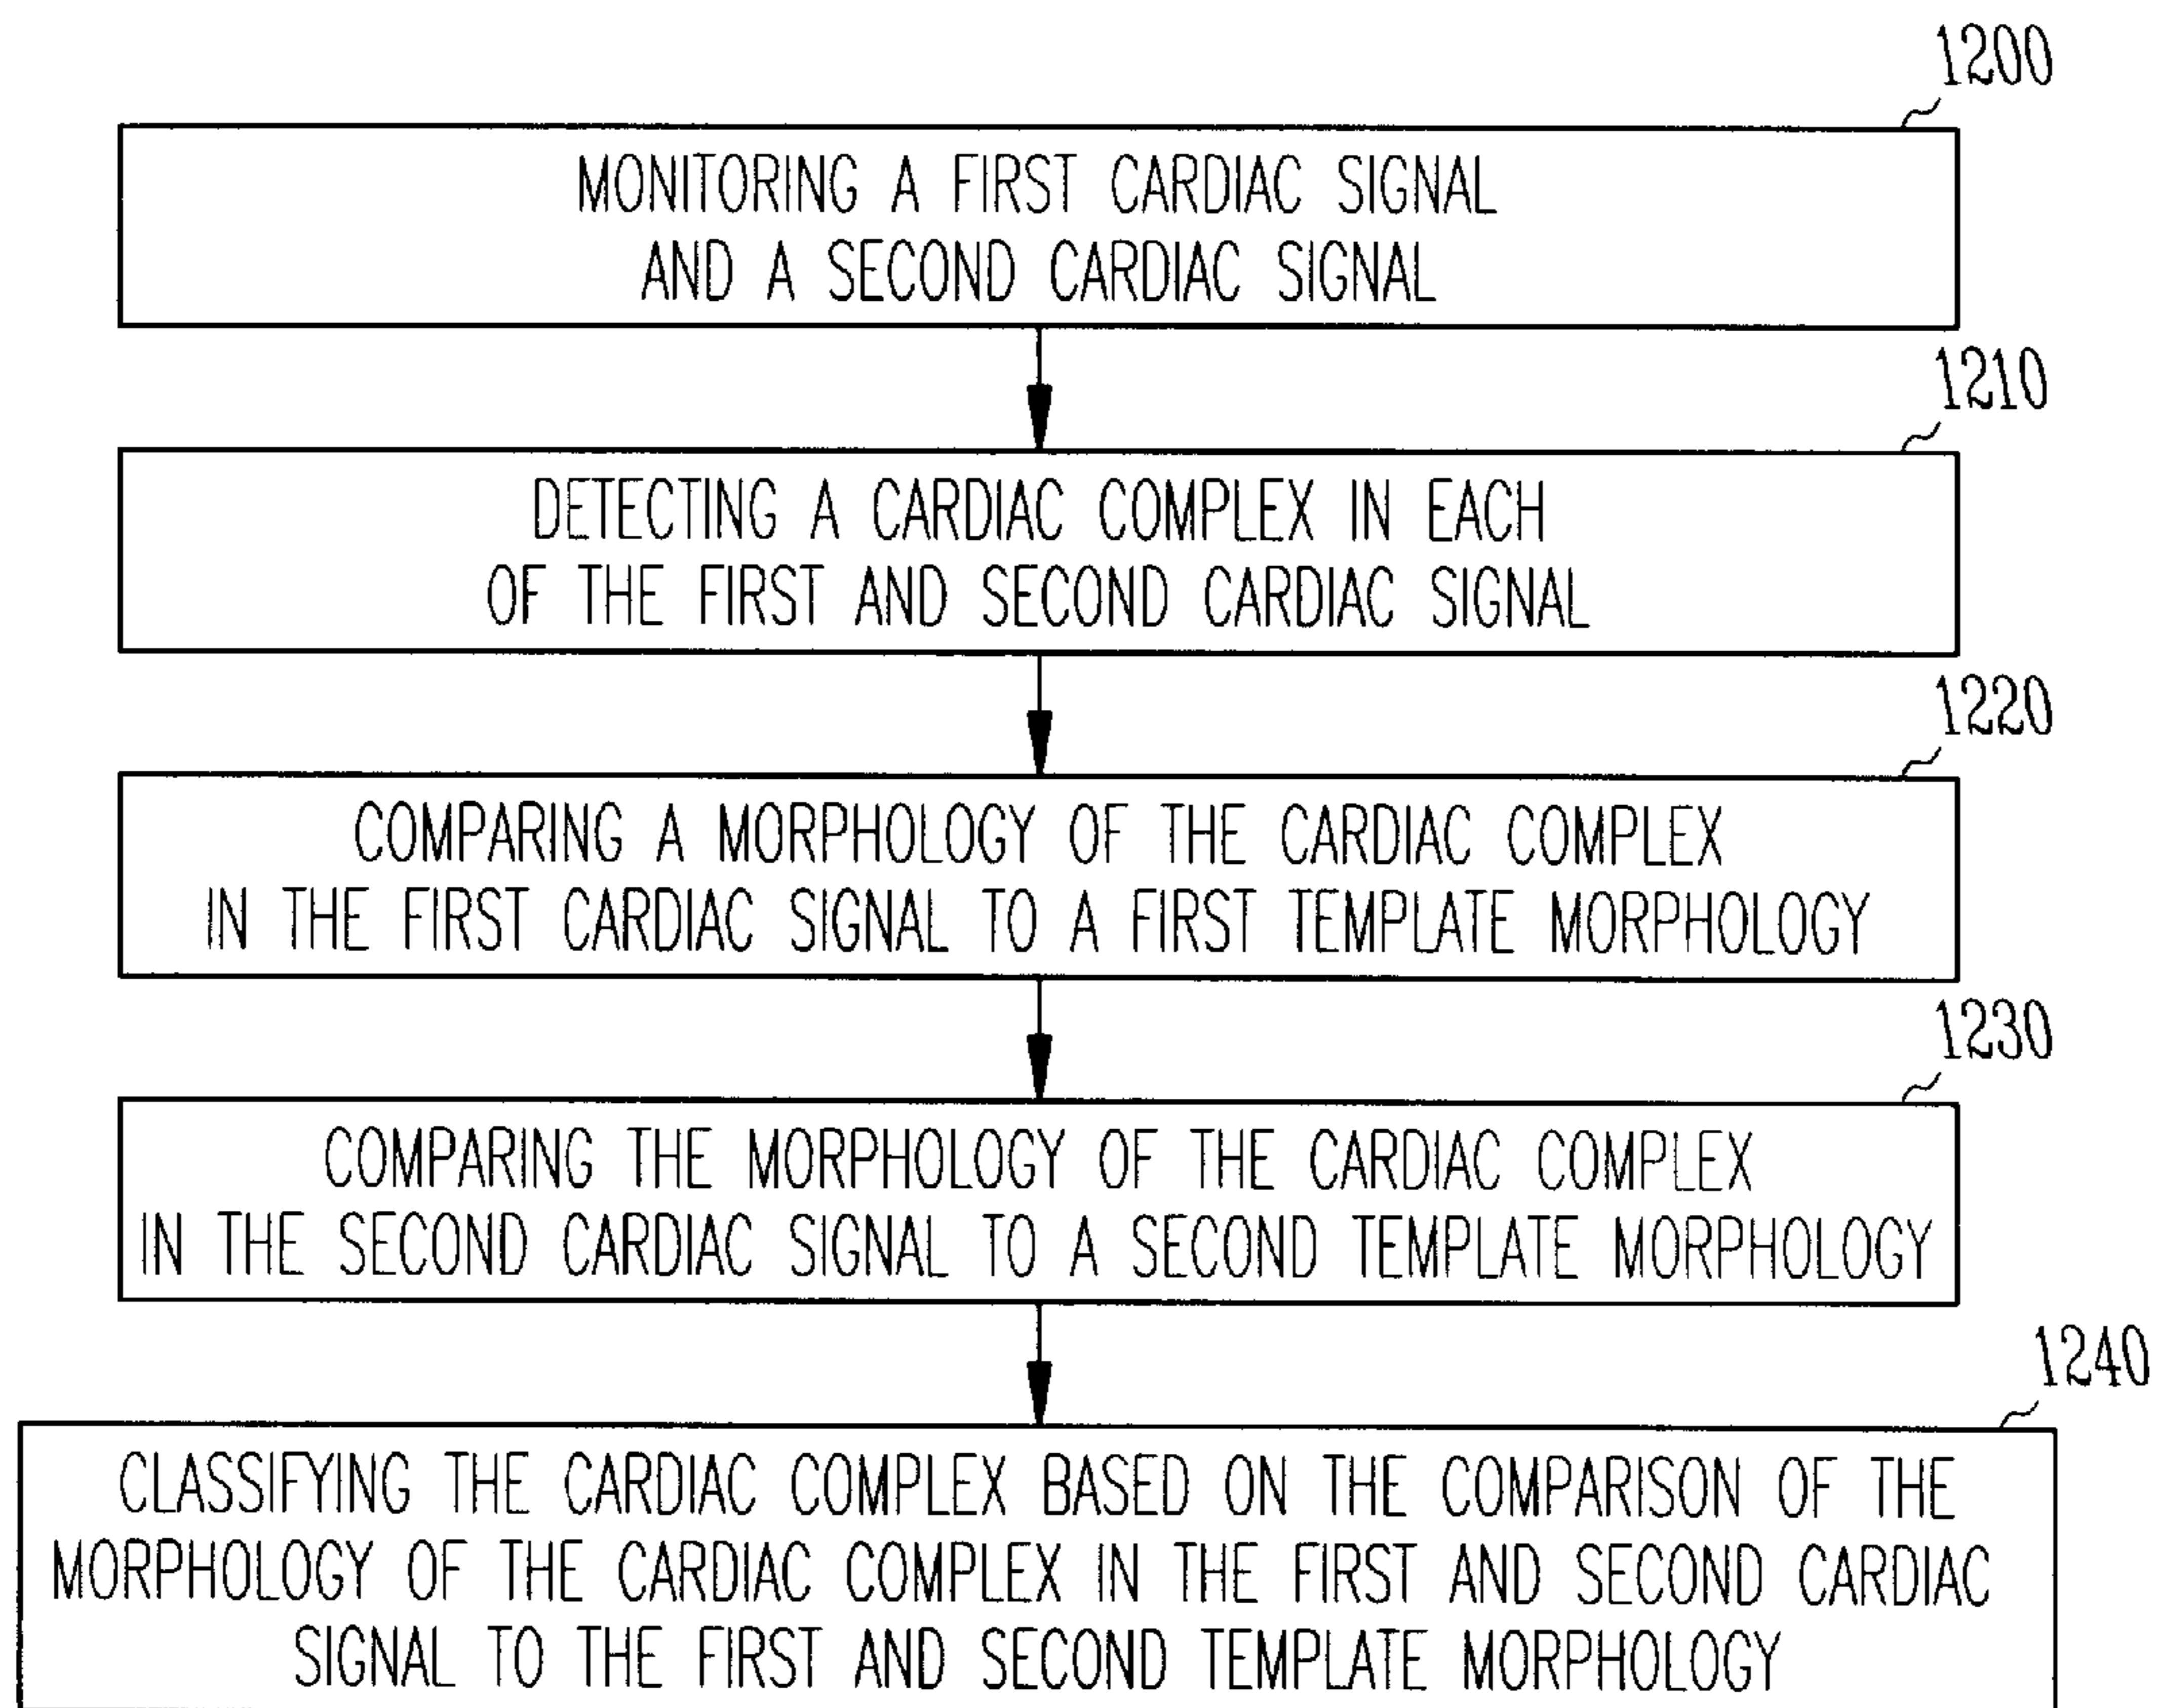 1200
MONITORING A FIRST CARDIAC SIGNAL
AND A SECOND CARDIAC SIGNAL
1210
DETECTING A CARDIAC COMPLEX IN EACH
OF THE FIRST AND SECOND CARDIAC SIGNAL
1220
COMPARING A MORPHOLOGY OF THE CARDIAC COMPLEX
IN THE FIRST CARDIAC SIGNAL TO A FIRST TEMPLATE MORPHOLOGY
1230
COMPARING THE MORPHOLOGY OF THE CARDIAC COMPLEX
IN THE SECOND CARDIAC SIGNAL TO A SECOND TEMPLATE MORPHOLOGY
1240
CLASSIFYING THE CARDIAC COMPLEX BASED ON THE COMPARISON OF THE
MORPHOLOGY OF THE CARDIAC COMPLEX IN THE FIRST AND SECOND CARDIAC
SIGNAL TO THE FIRST AND SECOND TEMPLATE MORPHOLOGY